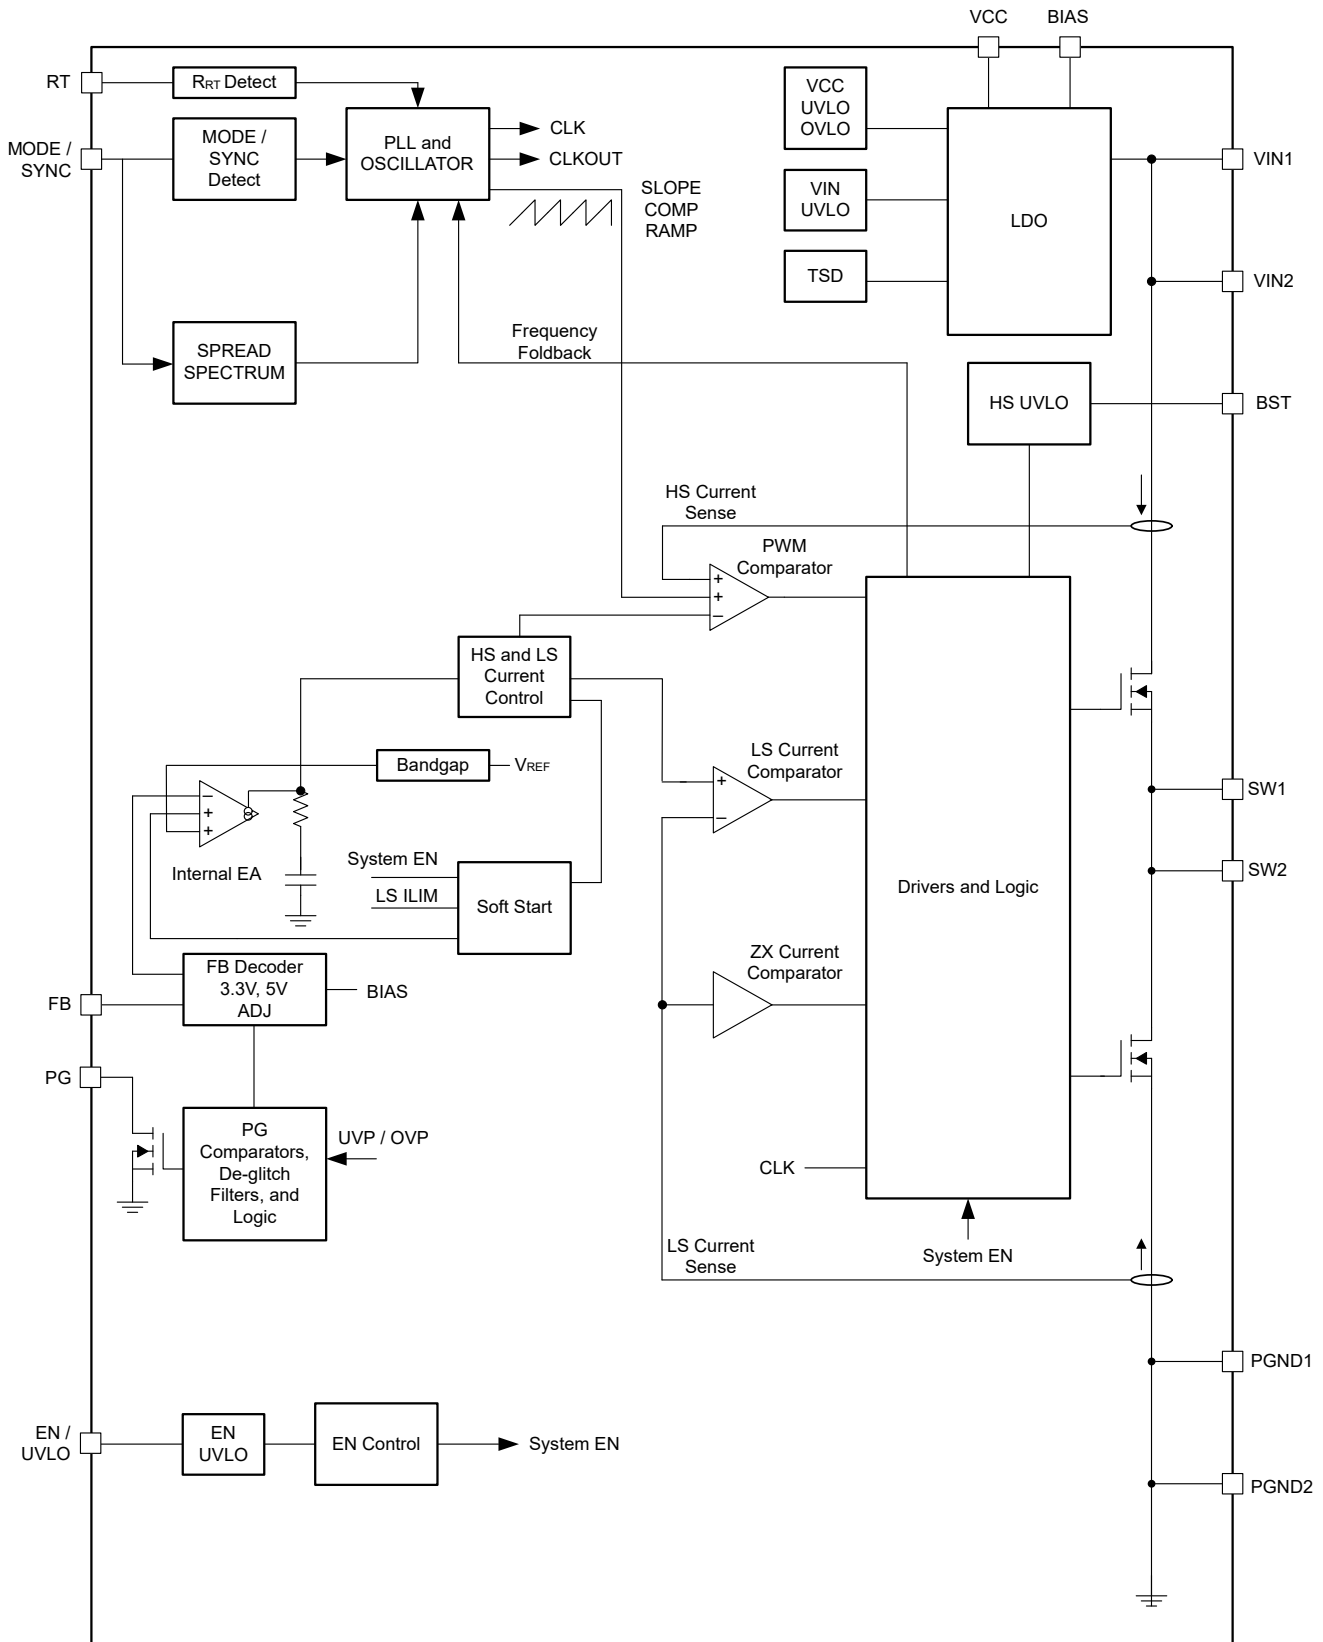 VCC
BIAS
RT
RRT Detect
VCC
UVLO
OVLO
MODE /
SYNC
MODE /
SYNC
Detect
PLL and
OSCILLATOR
CLK
CLKOUT
SLOPE
COMP
RAMP
VIN
UVLO
TSD
LDO
VIN1
VIN2
SPREAD
SPECTRUM
Frequency
Foldback
HS UVLO
BST
HS Current
Sense
PWM
Comparator
+
+
–
HS and LS
Current
Control
Bandgap
VREF
LS Current
Comparator
+
–
–
+
+
Internal EA
System EN
LS ILIM
Soft Start
Drivers and Logic
SW1
SW2
FB Decoder
3.3V, 5V
ADJ
BIAS
FB
ZX Current
Comparator
PG
PG
Comparators,
De-glitch
Filters, and
Logic
UVP / OVP
CLK
System EN
LS Current
Sense
PGND1
EN /
UVLO
EN
UVLO
EN Control
System EN
PGND2